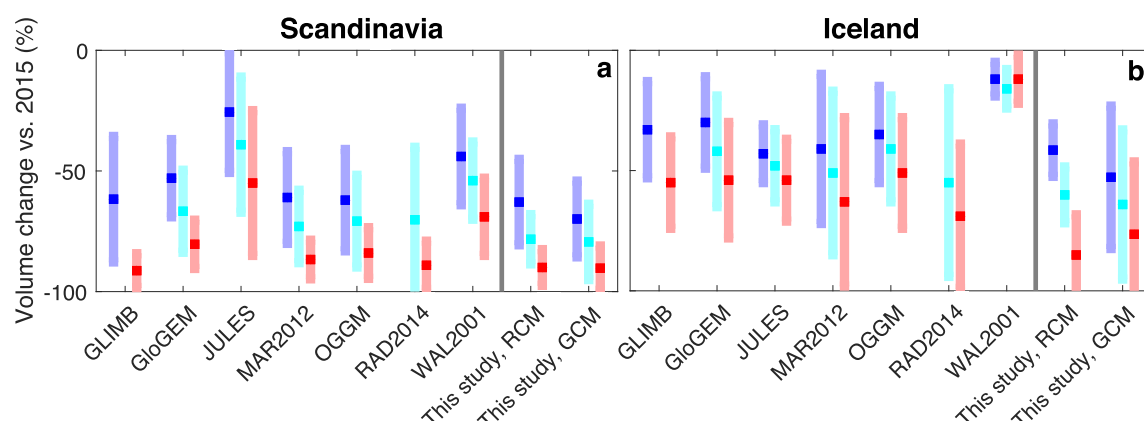 Scandinavia
Iceland
Volume change vs. 2015 (%)
0
-50
-100
a
GLIMB
GloGEM
JULES
MAR2012
OGGM
RAD2014
WAL2001
This study, RCM
This study, GCM
b
GLIMB
GloGEM
JULES
MAR2012
OGGM
RAD2014
WAL2001
This study, RCM
This study, GCM